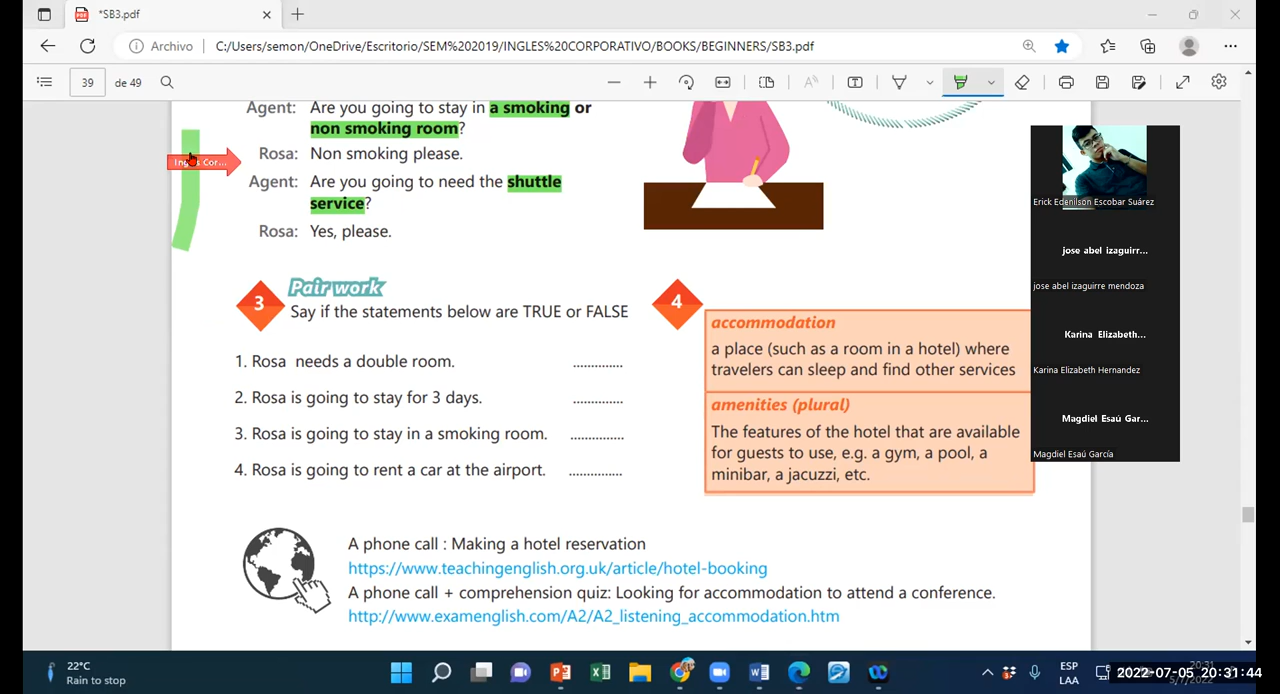 *SB3.pdf
Archivo
C:/Users/semon/OneDrive/Escritorio/SEM%202019/INGLES%20CORPORATIVO/BOOKS/BEGINNERS/SB3.pdf
39 de 49
Agent: Are you going to stay in a smoking or
non smoking room?
Ingles Cor...
Rosa: Non smoking please.
Agent: Are you going to need the shuttle
service?
Rosa: Yes, please.
3 Pair work
Say if the statements below are TRUE or FALSE
1. Rosa needs a double room. ..............
2. Rosa is going to stay for 3 days. ..............
3. Rosa is going to stay in a smoking room. ..............
4. Rosa is going to rent a car at the airport. ..............
4
accommodation
a place (such as a room in a hotel) where
travelers can sleep and find other services
amenities (plural)
The features of the hotel that are available
for guests to use, e.g. a gym, a pool, a
minibar, a jacuzzi, etc.
A phone call : Making a hotel reservation
https://www.teachingenglish.org.uk/article/hotel-booking
A phone call + comprehension quiz: Looking for accommodation to attend a conference.
http://www.examenglish.com/A2/A2_listening_accommodation.htm
Erick Edenilson Escobar Suárez
jose abel izaguirr...
jose abel izaguirre mendoza
Karina Elizabeth...
Karina Elizabeth Hernandez
Magdiel Esaú Gar...
Magdiel Esaú García
22°C
Rain to stop
ESP
LAA
20:31
2022-07-05 20:31:44